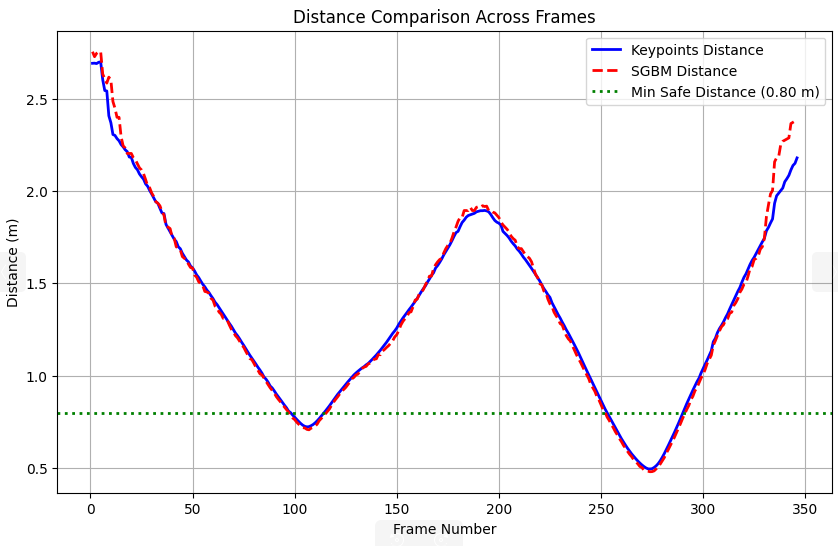 Distance Comparison Across Frames
Keypoints Distance
SGBM Distance
Min Safe Distance (0.80 m)
Distance (m)
2.5
2.0
1.5
1.0
0.5
0 50 100 150 200 250 300 350
Frame Number